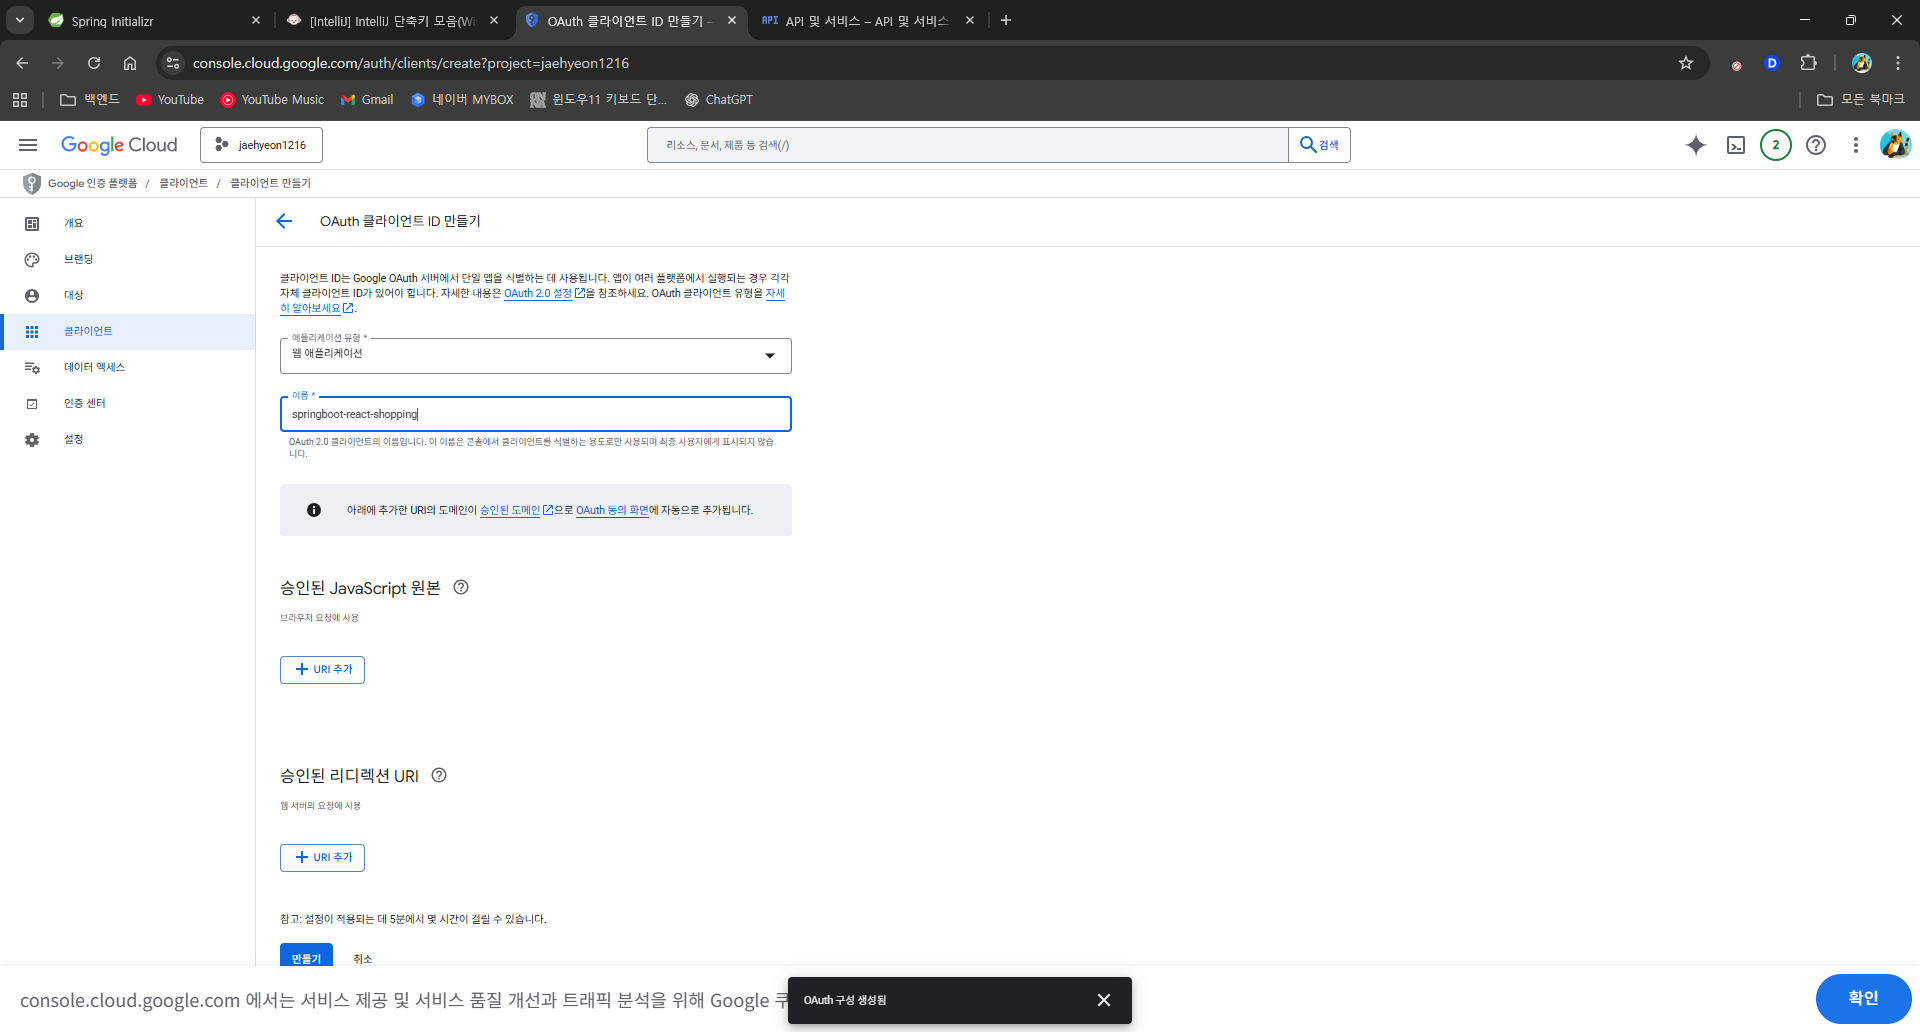 Spring Initializr
[IntelliJ] IntelliJ 단축키 모음(Wi
OAuth 클라이언트 ID 만들기 –
API API 및 서비스 – API 및 서비스
console.cloud.google.com/auth/clients/create?project=jaehyeon1216
D
백엔드
YouTube
YouTube Music
Gmail
네이버 MYBOX
윈도우11 키보드 단...
ChatGPT
모든 북마크
Google Cloud
jaehyeon1216
리소스, 문서, 제품 등 검색(/)
검색
2
Google 인증 플랫폼 / 클라이언트 / 클라이언트 만들기
개요
브랜딩
대상
클라이언트
데이터 액세스
인증 센터
설정
OAuth 클라이언트 ID 만들기
클라이언트 ID는 Google OAuth 서버에서 단일 앱을 식별하는 데 사용됩니다. 앱이 여러 플랫폼에서 실행되는 경우 각각
자체 클라이언트 ID가 있어야 합니다. 자세한 내용은 OAuth 2.0 설정을 참조하세요. OAuth 클라이언트 유형을 자세
히 알아보세요.
애플리케이션 유형 *
웹 애플리케이션
이름 *
springboot-react-shopping
OAuth 2.0 클라이언트의 이름입니다. 이 이름은 콘솔에서 클라이언트를 식별하는 용도로만 사용되며 최종 사용자에게 표시되지 않습
니다.
아래에 추가한 URI의 도메인이 승인된 도메인으로 OAuth 동의 화면에 자동으로 추가됩니다.
승인된 JavaScript 원본
브라우저 요청에 사용
+ URI 추가
승인된 리디렉션 URI
웹 서버의 요청에 사용
+ URI 추가
참고: 설정이 적용되는 데 5분에서 몇 시간이 걸릴 수 있습니다.
만들기
취소
console.cloud.google.com 에서는 서비스 제공 및 서비스 품질 개선과 트래픽 분석을 위해 Google 쿠
OAuth 구성 생성됨
확인